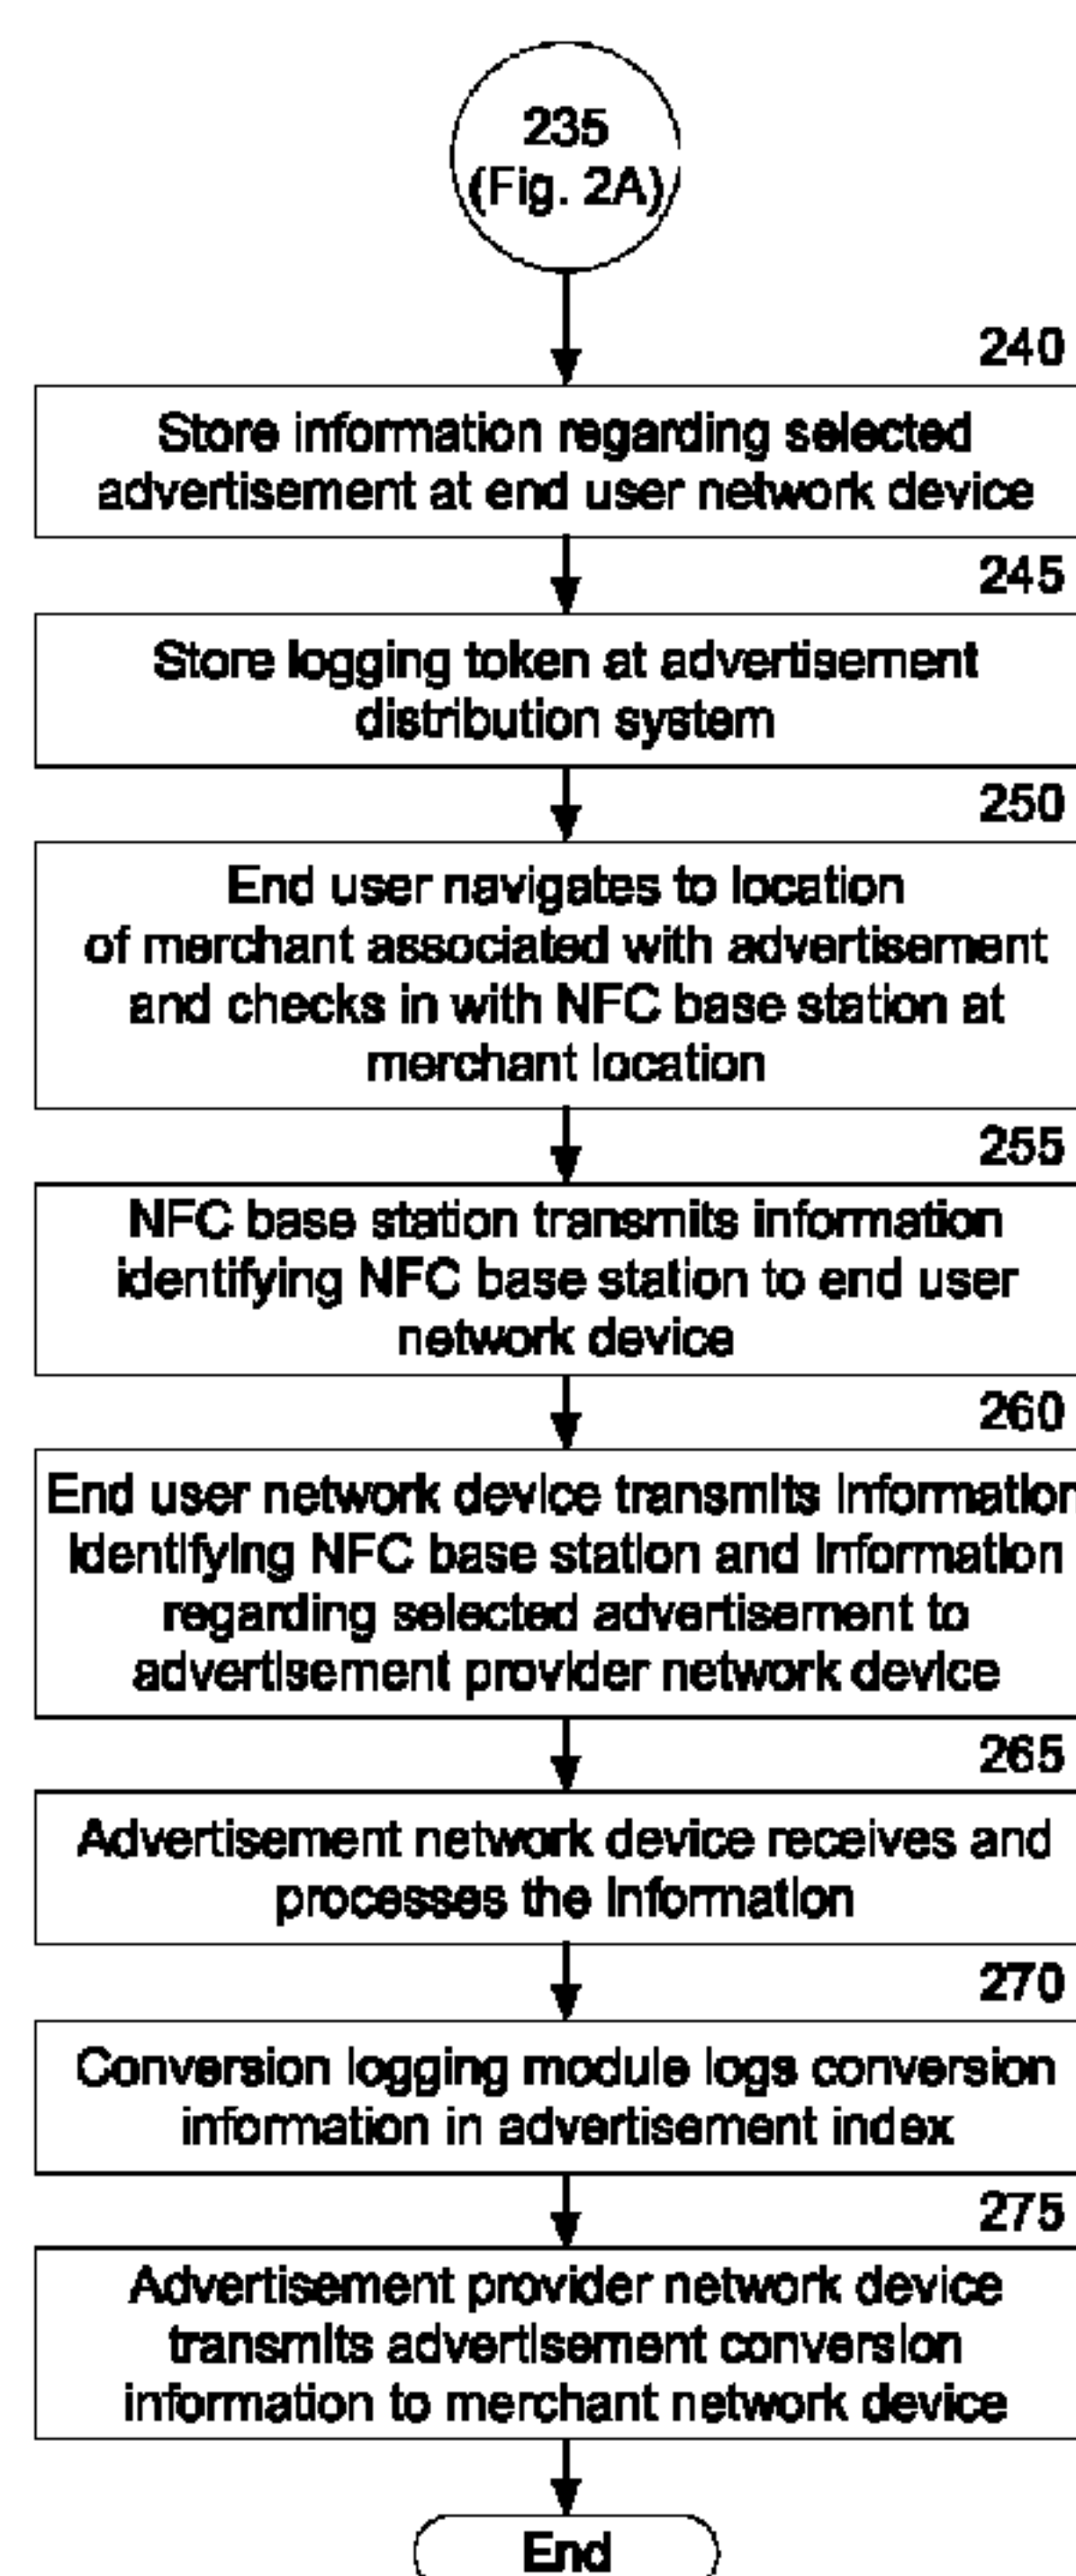 235
(Fig. 2A)
240
Store information regarding selected
advertisement at end user network device
245
Store logging token at advertisement
distribution system
250
End user navigates to location
of merchant associated with advertisement
and checks in with NFC base station at
merchant location
255
NFC base station transmits information
identifying NFC base station to end user
network device
260
End user network device transmits information
identifying NFC base station and information
regarding selected advertisement to
advertisement provider network device
265
Advertisement network device receives and
processes the information
270
Conversion logging module logs conversion
information in advertisement index
275
Advertisement provider network device
transmits advertisement conversion
information to merchant network device
End